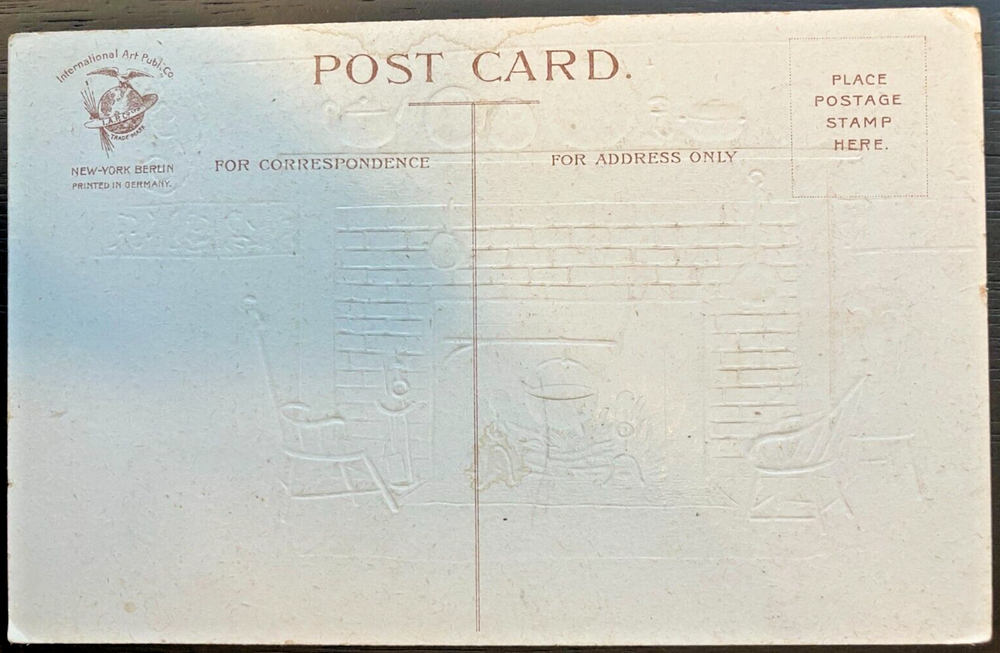 International Art Publ. Co
TRADE-MARK
NEW-YORK BERLIN
PRINTED IN GERMANY.
POST CARD.
FOR CORRESPONDENCE
FOR ADDRESS ONLY
PLACE
POSTAGE
STAMP
HERE.